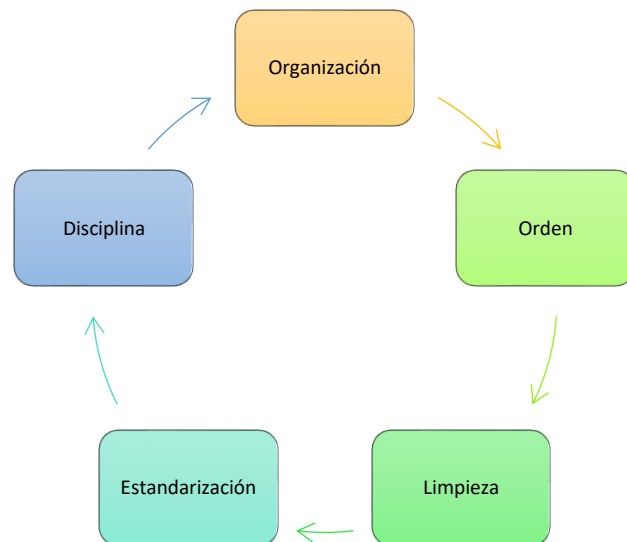 Organización
Orden
Limpieza
Estandarización
Disciplina